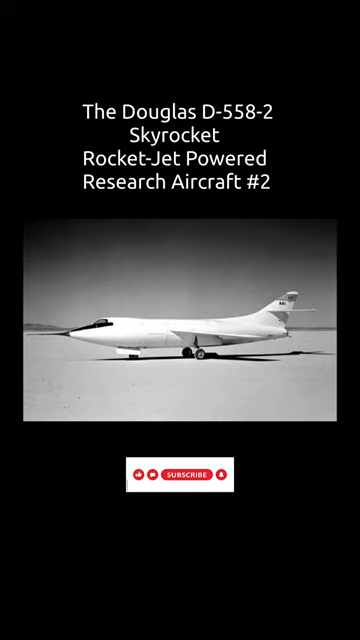 The Douglas D-558-2
Skyrocket
Rocket-Jet Powered
Research Aircraft #2
SUBSCRIBE